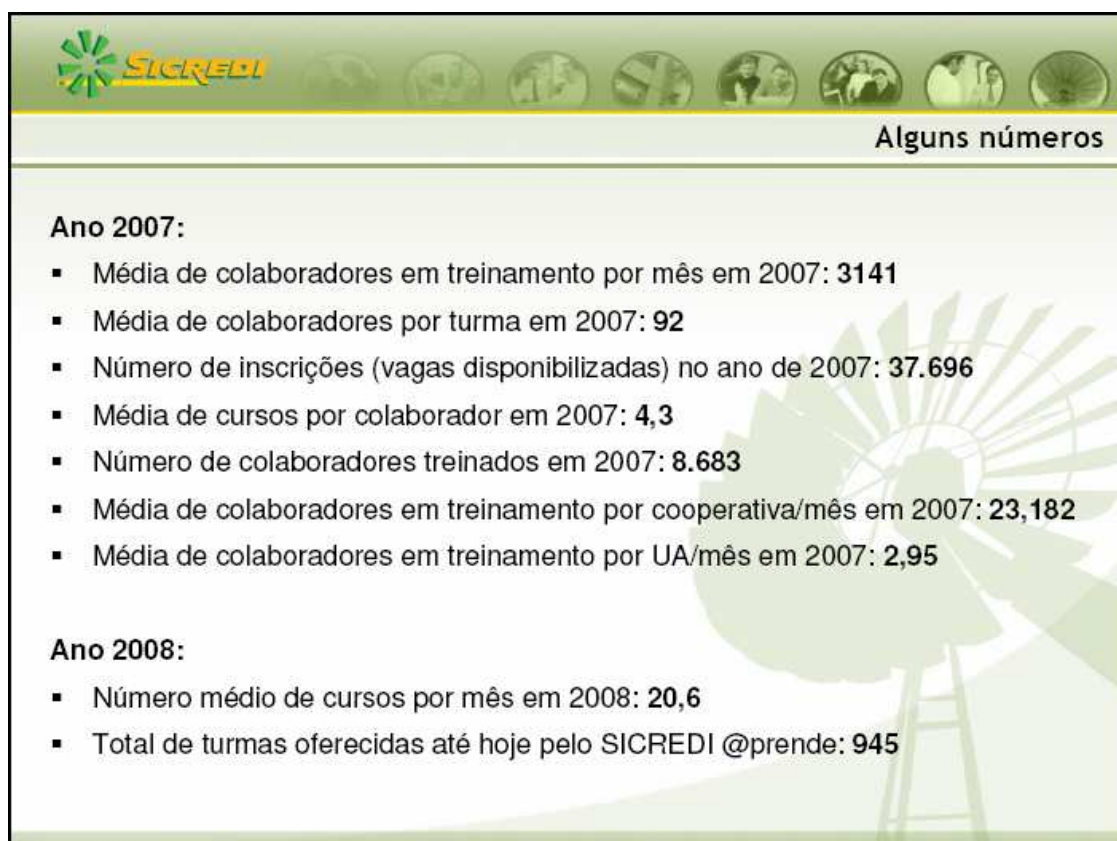 SICREDI
Alguns números
Ano 2007:
▪ Média de colaboradores em treinamento por mês em 2007: 3141
▪ Média de colaboradores por turma em 2007: 92
▪ Número de inscrições (vagas disponibilizadas) no ano de 2007: 37.696
▪ Média de cursos por colaborador em 2007: 4,3
▪ Número de colaboradores treinados em 2007: 8.683
▪ Média de colaboradores em treinamento por cooperativa/mês em 2007: 23,182
▪ Média de colaboradores em treinamento por UA/mês em 2007: 2,95
Ano 2008:
▪ Número médio de cursos por mês em 2008: 20,6
▪ Total de turmas oferecidas até hoje pelo SICREDI @prende: 945